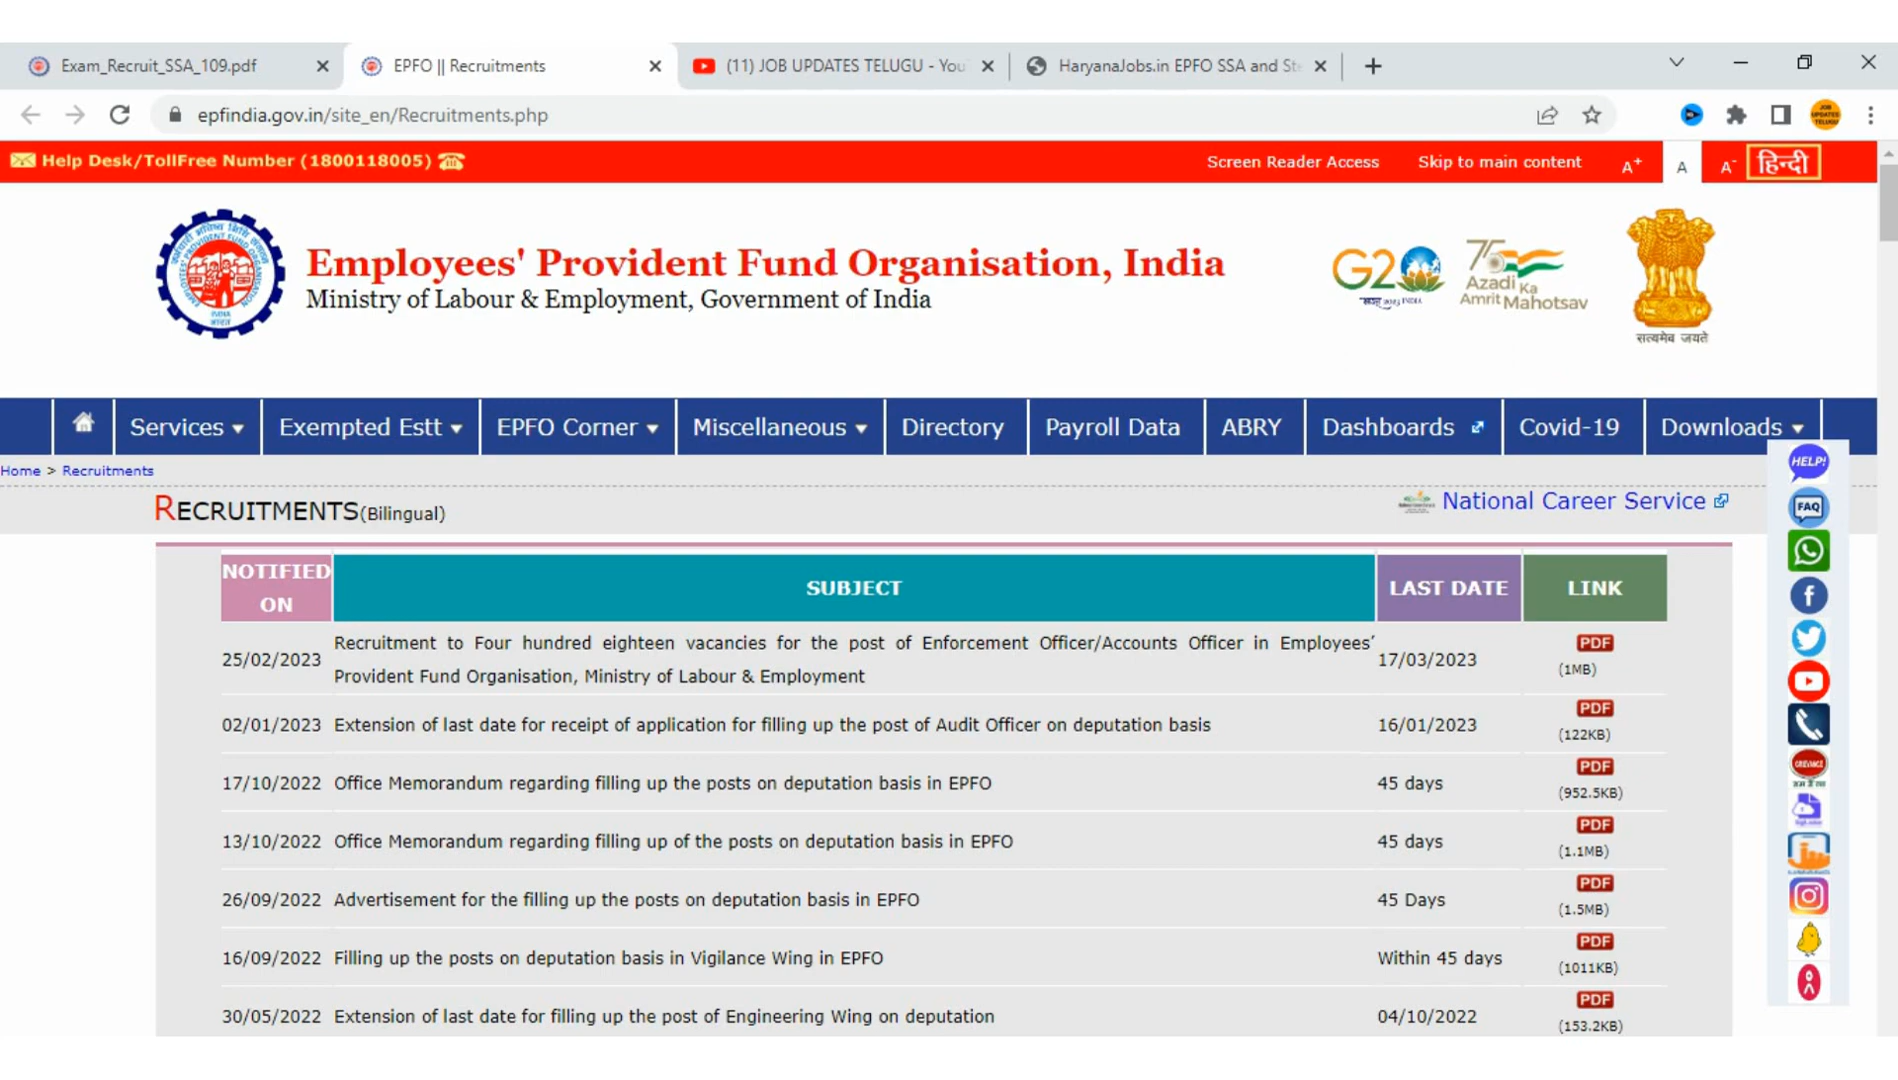 Exam_Recruit_SSA_109.pdf
EPFO || Recruitments
(11) JOB UPDATES TELUGU - You
HaryanaJobs.in EPFO SSA and Ste
epfindia.gov.in/site_en/Recruitments.php
JOB UPDATES TELUGU
Help Desk/TollFree Number (1800118005)
Screen Reader Access
Skip to main content
A+
A
A-
हिन्दी
Employees' Provident Fund Organisation, India
Ministry of Labour & Employment, Government of India
G20
75
Azadi Ka
Amrit Mahotsav
सत्यमेव जयते
Services
Exempted Estt
EPFO Corner
Miscellaneous
Directory
Payroll Data
ABRY
Dashboards
Covid-19
Downloads
Home > Recruitments
RECRUITMENTS(Bilingual)
National Career Service
HELP!
FAQ
NOTIFIED ON
SUBJECT
LAST DATE
LINK
25/02/2023
Recruitment to Four hundred eighteen vacancies for the post of Enforcement Officer/Accounts Officer in Employees’
Provident Fund Organisation, Ministry of Labour & Employment
17/03/2023
PDF
(1MB)
02/01/2023 Extension of last date for receipt of application for filling up the post of Audit Officer on deputation basis 16/01/2023
PDF
(122KB)
17/10/2022 Office Memorandum regarding filling up the posts on deputation basis in EPFO 45 days
PDF
(952.5KB)
13/10/2022 Office Memorandum regarding filling up of the posts on deputation basis in EPFO 45 days
PDF
(1.1MB)
26/09/2022 Advertisement for the filling up the posts on deputation basis in EPFO 45 Days
PDF
(1.5MB)
16/09/2022 Filling up the posts on deputation basis in Vigilance Wing in EPFO Within 45 days
PDF
(1011KB)
30/05/2022 Extension of last date for filling up the post of Engineering Wing on deputation 04/10/2022
PDF
(153.2KB)